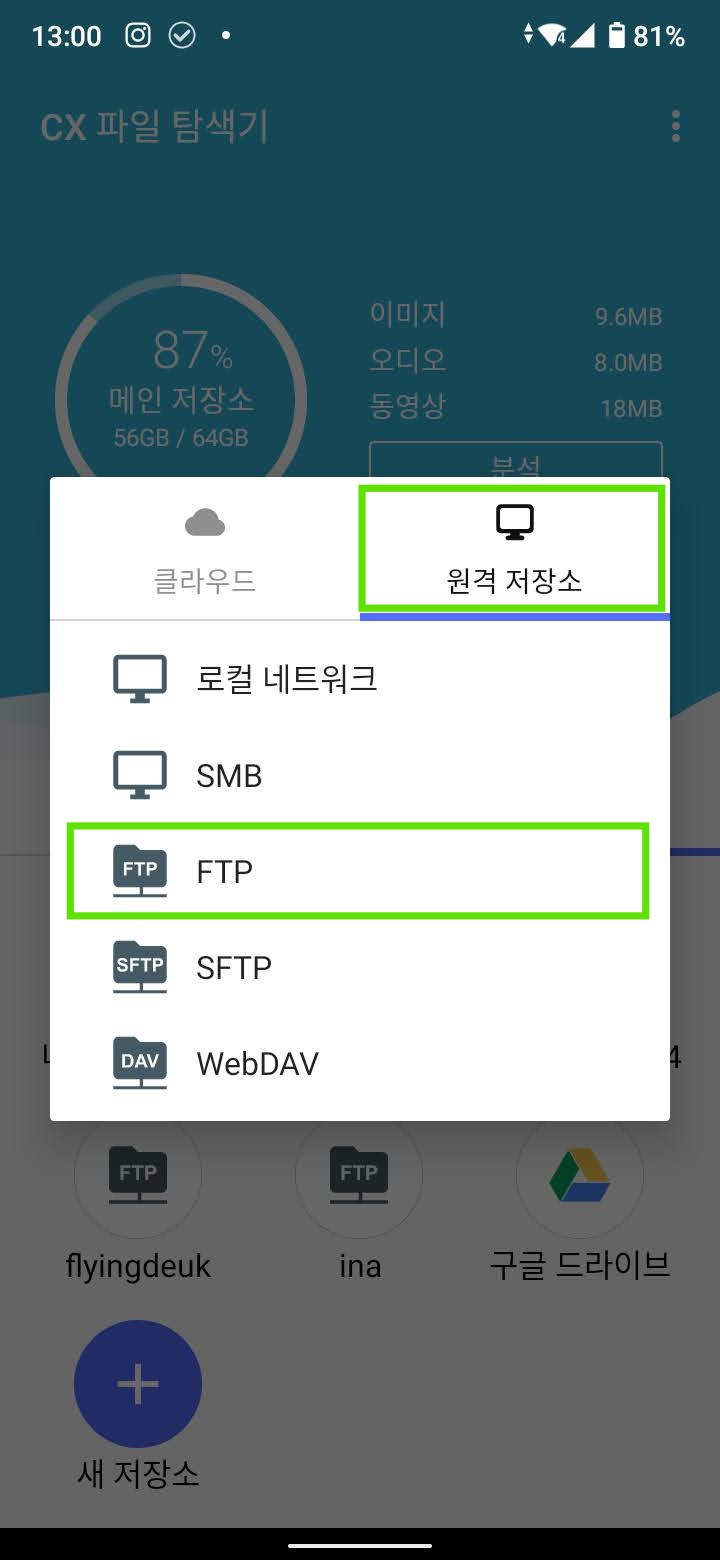 13:00
4
81%
CX 파일 탐색기
87%
메인 저장소
56GB / 64GB
이미지 9.6MB
오디오 8.0MB
동영상 18MB
분석
클라우드
원격 저장소
로컬 네트워크
SMB
FTP FTP
SFTP SFTP
DAV WebDAV
4
FTP
FTP
flyingdeuk
ina
구글 드라이브
새 저장소